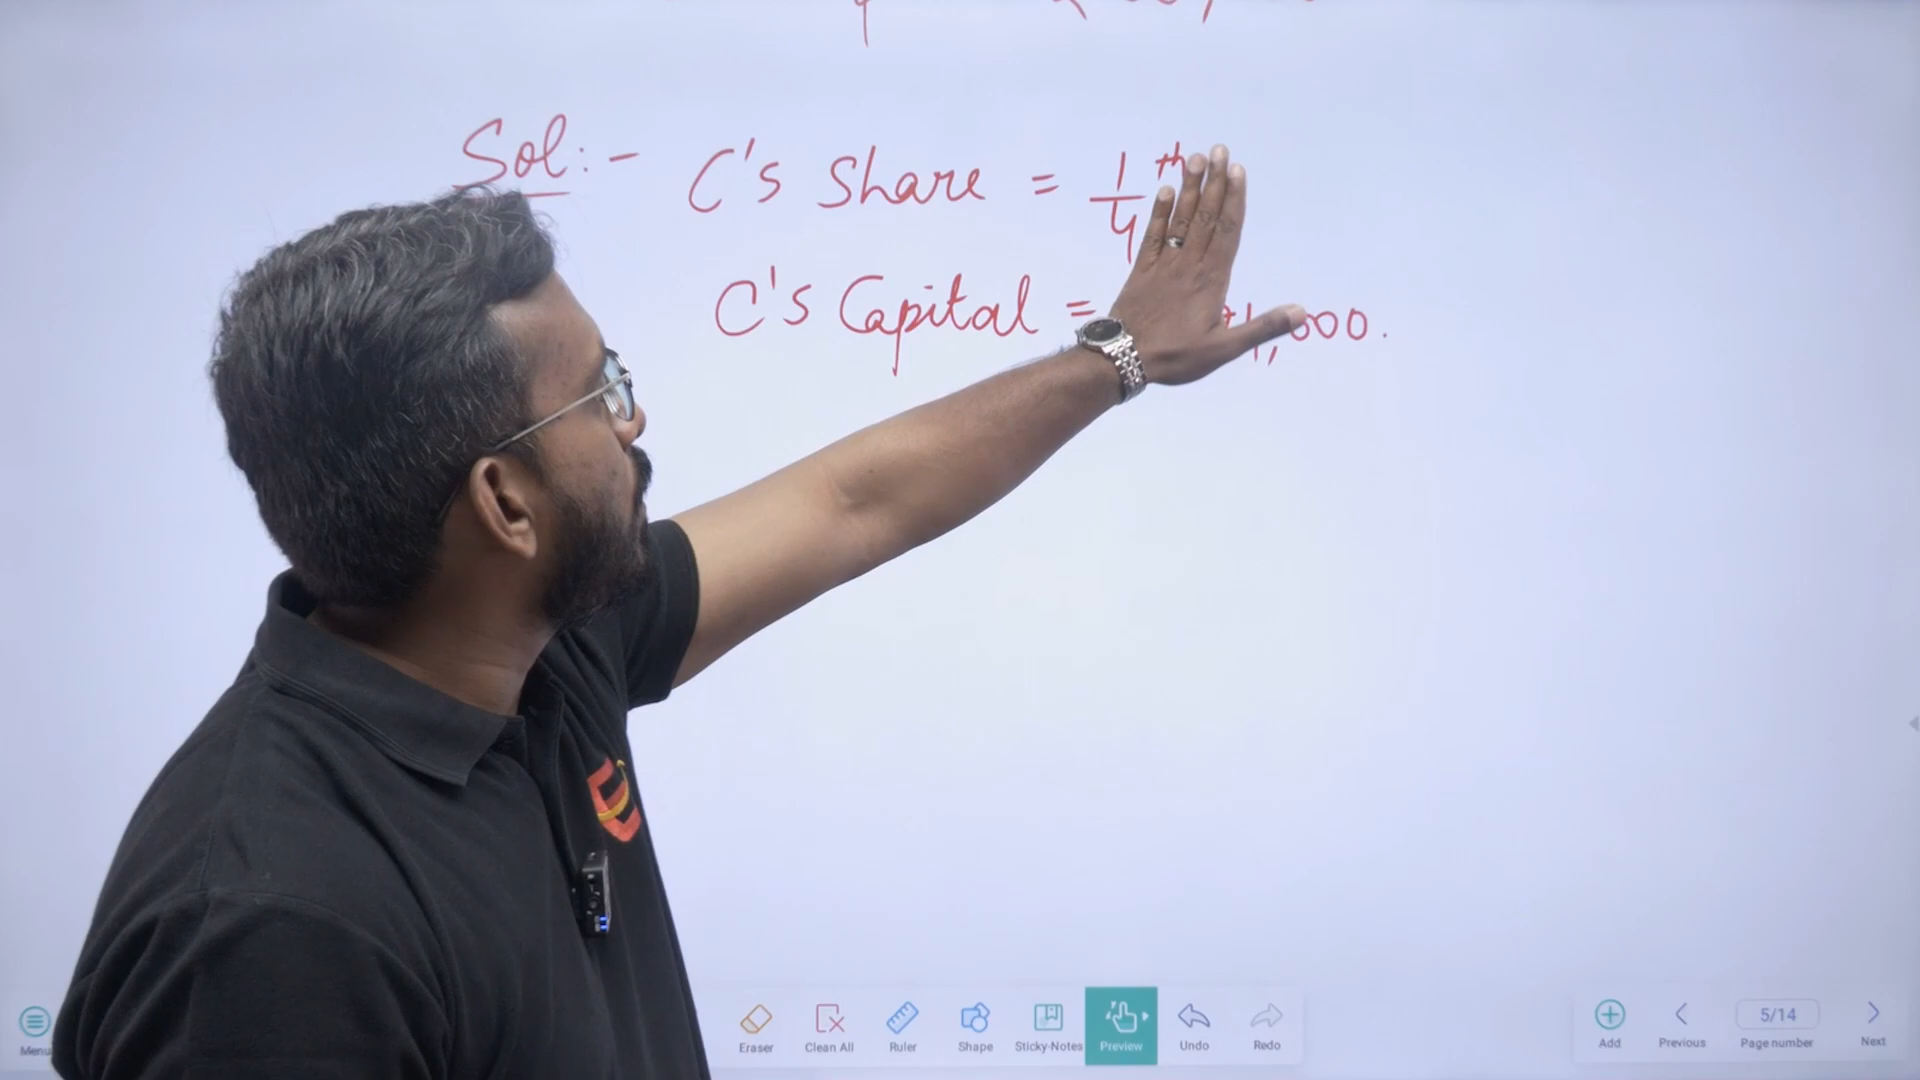 Sol:- C's Share = 1/4 th
C's Capital = 000.
Menu
Eraser
Clean All
Ruler
Shape
Sticky-Notes
Preview
Undo
Redo
Add
Previous
5/14
Page number
Next